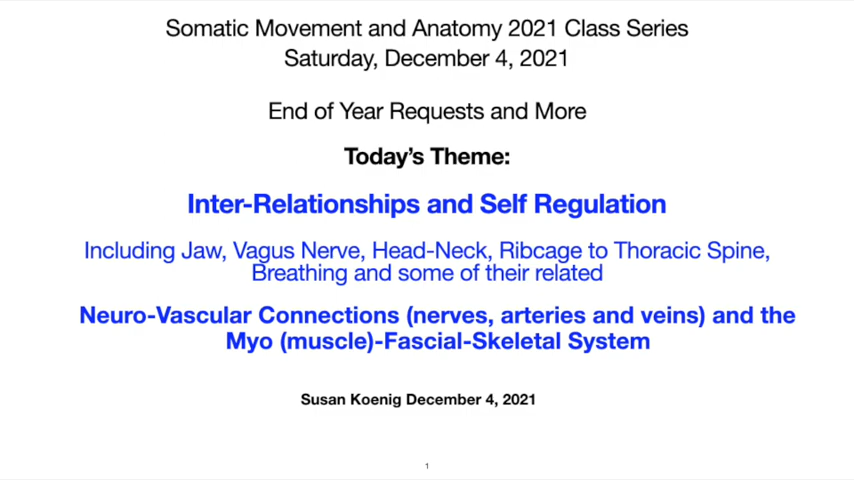 Somatic Movement and Anatomy 2021 Class Series
Saturday, December 4, 2021
End of Year Requests and More
Today's Theme:
Inter-Relationships and Self Regulation
Including Jaw, Vagus Nerve, Head-Neck, Ribcage to Thoracic Spine,
Breathing and some of their related
Neuro-Vascular Connections (nerves, arteries and veins) and the
Myo (muscle)-Fascial-Skeletal System
Susan Koenig December 4, 2021
1